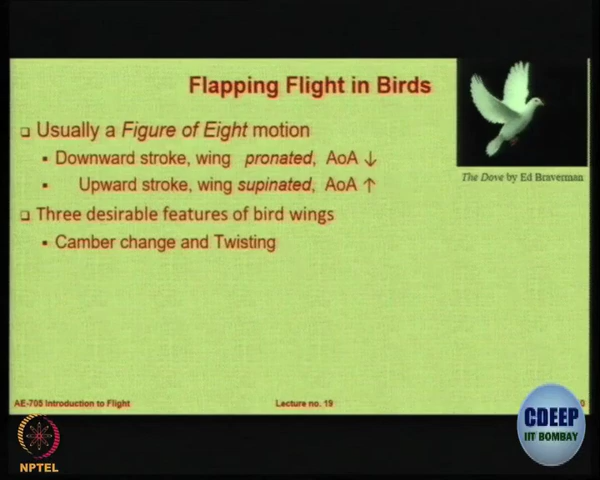 Flapping Flight in Birds
❑ Usually a Figure of Eight motion
▪ Downward stroke, wing pronated, AoA ↓
▪ Upward stroke, wing supinated, AoA ↑
The Dove by Ed Braverman
❑ Three desirable features of bird wings
▪ Camber change and Twisting
AE-705 Introduction to Flight
Lecture no. 19
CDEEP
IIT BOMBAY
NPTEL